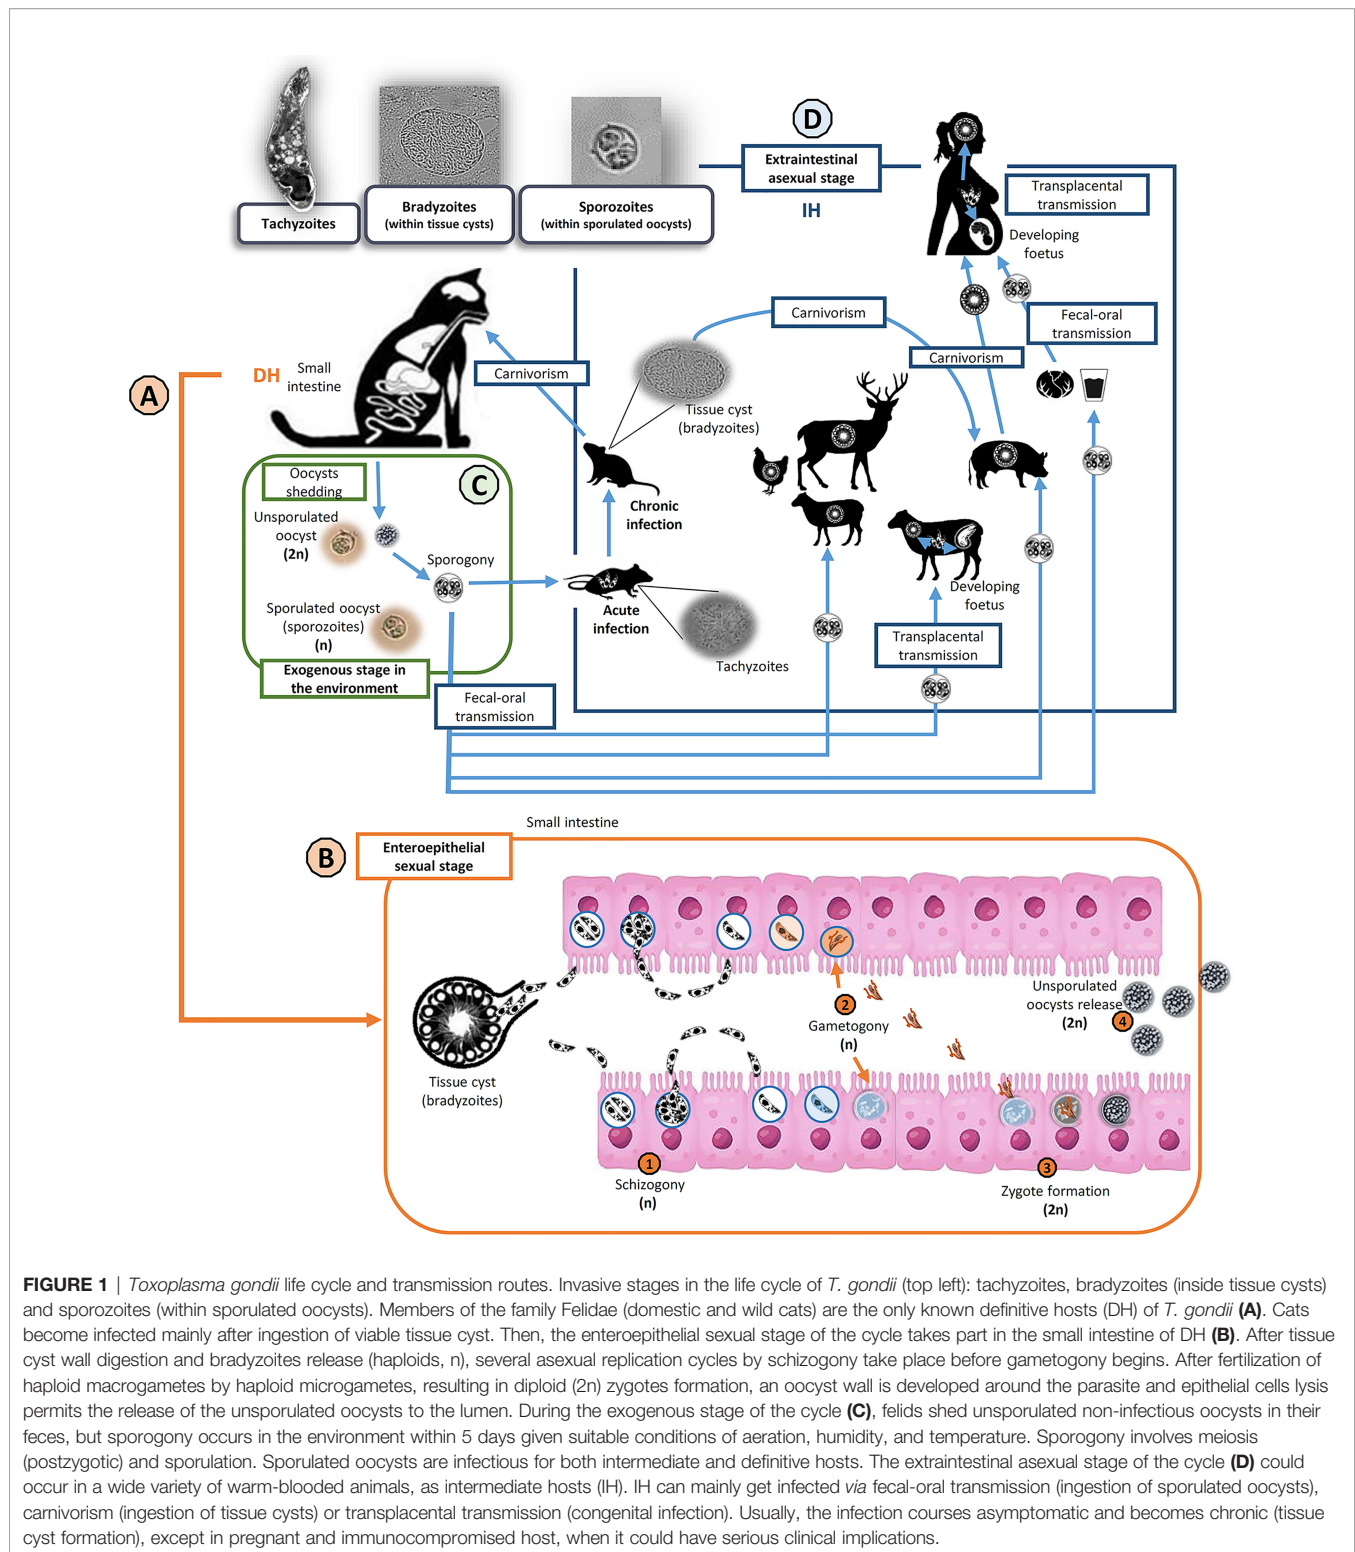 D
Extraintestinal
asexual stage
IH
Tachyzoites
Bradyzoites
(within tissue cysts)
Sporozoites
(within sporulated oocysts)
Transplacental
transmission
Developing
foetus
Carnivorism
Fecal-oral
transmission
Carnivorism
Carnivorism
A
DH
Small
intestine
Tissue cyst
(bradyzoites)
C
Oocysts
shedding
Unsporulated
oocyst
(2n)
Sporogony
Sporulated oocyst
(sporozoites)
(n)
Exogenous stage in
the environment
Chronic
infection
Acute
infection
Tachyzoites
Developing
foetus
Transplacental
transmission
Fecal-oral
transmission
Small intestine
B
Enteroepithelial
sexual stage
Tissue cyst
(bradyzoites)
2
Gametogony
(n)
Unsporulated
oocysts release
(2n)
4
1
Schizogony
(n)
3
Zygote formation
(2n)
FIGURE 1 | Toxoplasma gondii life cycle and transmission routes. Invasive stages in the life cycle of T. gondii (top left): tachyzoites, bradyzoites (inside tissue cysts)
and sporozoites (within sporulated oocysts). Members of the family Felidae (domestic and wild cats) are the only known definitive hosts (DH) of T. gondii (A). Cats
become infected mainly after ingestion of viable tissue cyst. Then, the enteroepithelial sexual stage of the cycle takes part in the small intestine of DH (B). After tissue
cyst wall digestion and bradyzoites release (haploids, n), several asexual replication cycles by schizogony take place before gametogony begins. After fertilization of
haploid macrogametes by haploid microgametes, resulting in diploid (2n) zygotes formation, an oocyst wall is developed around the parasite and epithelial cells lysis
permits the release of the unsporulated oocysts to the lumen. During the exogenous stage of the cycle (C), felids shed unsporulated non-infectious oocysts in their
feces, but sporogony occurs in the environment within 5 days given suitable conditions of aeration, humidity, and temperature. Sporogony involves meiosis
(postzygotic) and sporulation. Sporulated oocysts are infectious for both intermediate and definitive hosts. The extraintestinal asexual stage of the cycle (D) could
occur in a wide variety of warm-blooded animals, as intermediate hosts (IH). IH can mainly get infected via fecal-oral transmission (ingestion of sporulated oocysts),
carnivorism (ingestion of tissue cysts) or transplacental transmission (congenital infection). Usually, the infection courses asymptomatic and becomes chronic (tissue
cyst formation), except in pregnant and immunocompromised host, when it could have serious clinical implications.